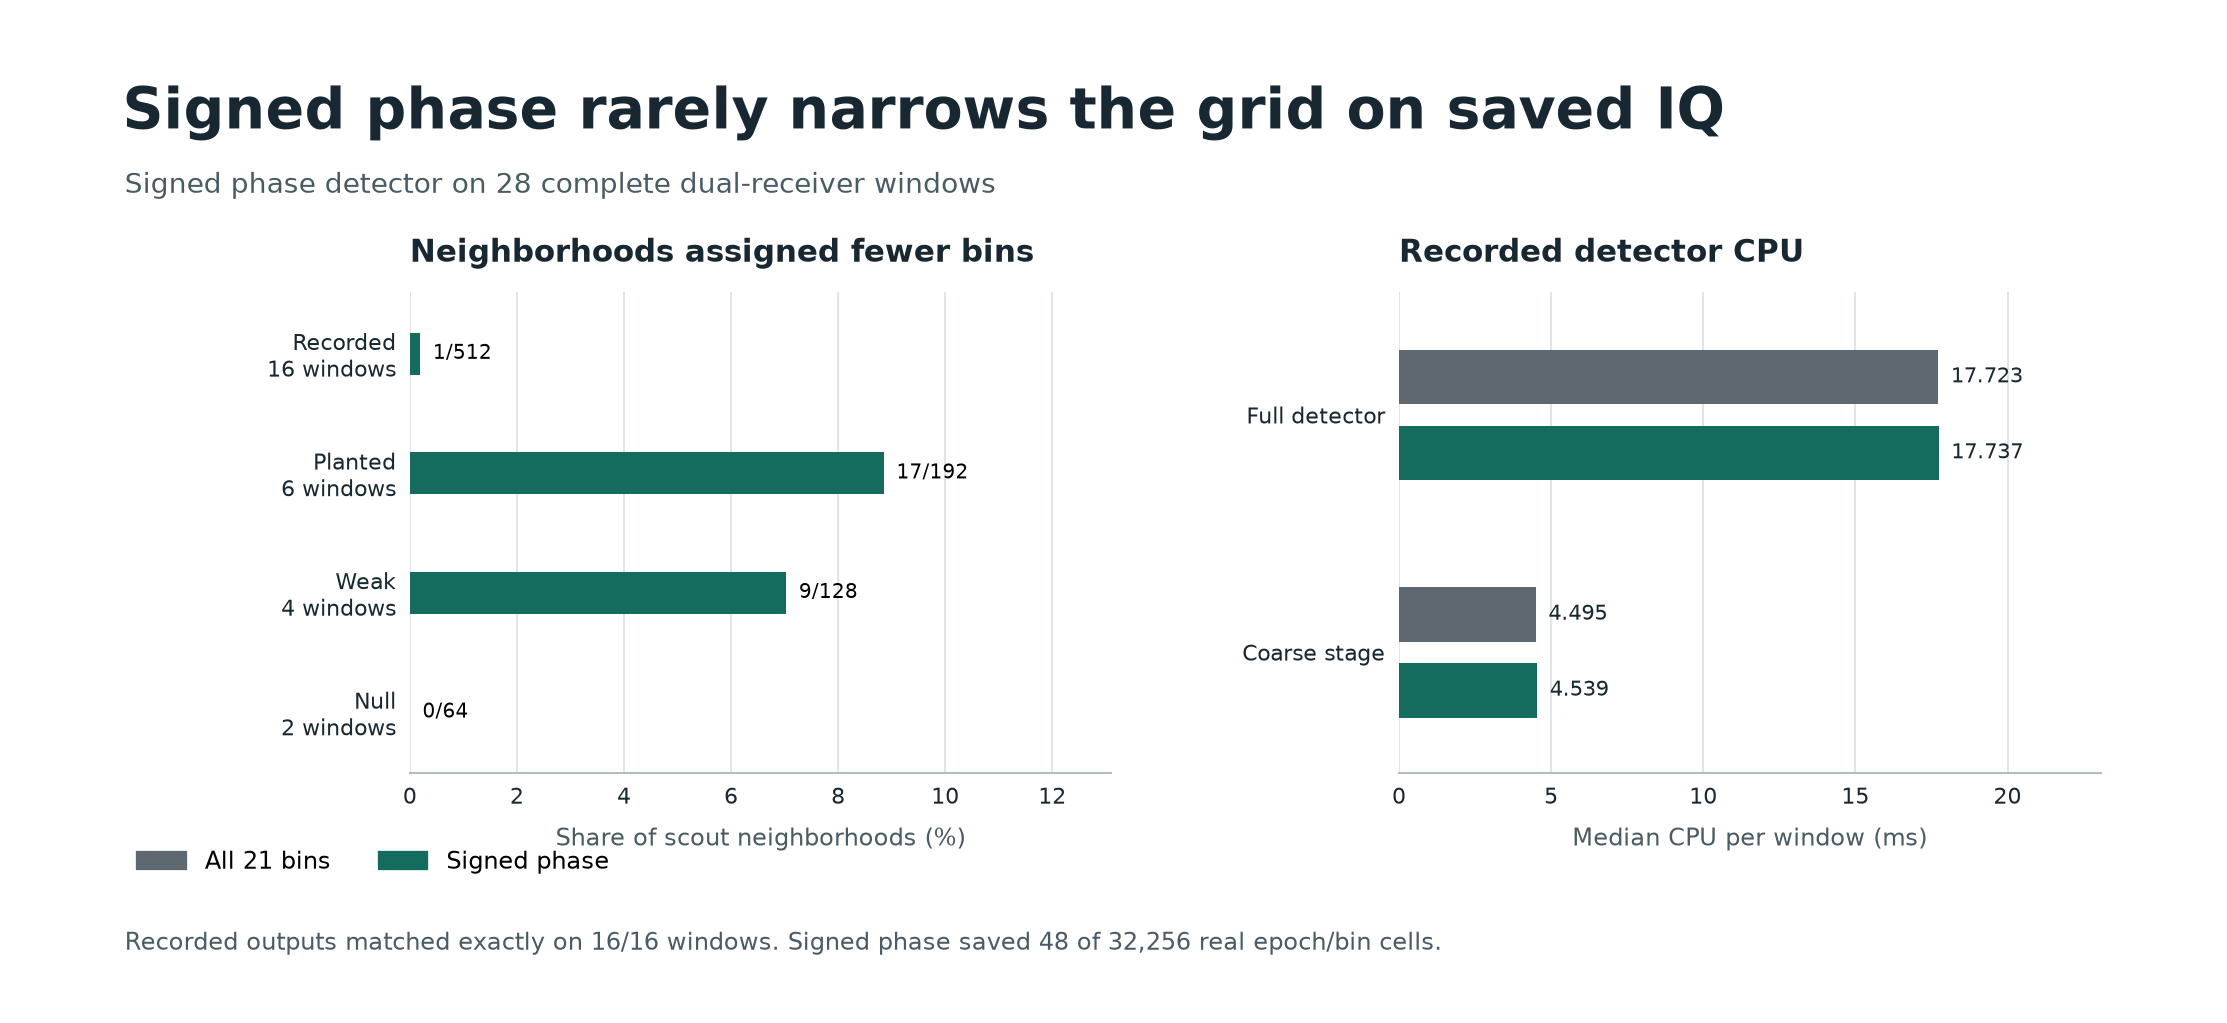 Signed phase rarely narrows the grid on saved IQ
Signed phase detector on 28 complete dual-receiver windows
Neighborhoods assigned fewer bins
Recorded
16 windows
1/512
Planted
6 windows
17/192
Weak
4 windows
9/128
Null
2 windows
0/64
0 2 4 6 8 10 12
Share of scout neighborhoods (%)
Recorded detector CPU
17.723
Full detector
17.737
4.495
Coarse stage
4.539
0 5 10 15 20
Median CPU per window (ms)
All 21 bins Signed phase
Recorded outputs matched exactly on 16/16 windows. Signed phase saved 48 of 32,256 real epoch/bin cells.